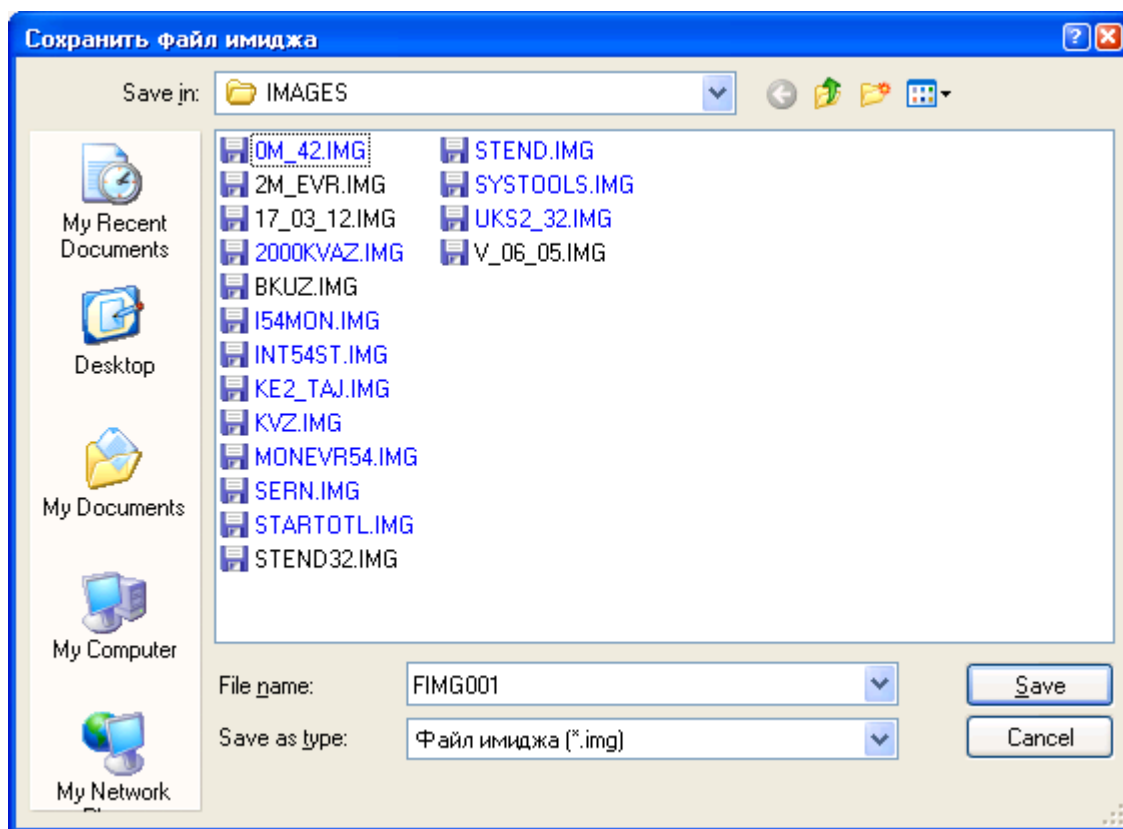 Сохранить файл имиджа
Save in:
IMAGES
My Recent
Documents
Desktop
My Documents
My Computer
My Network
0M_42.IMG
2M_EVR.IMG
17_03_12.IMG
2000KVAZ.IMG
BKUZ.IMG
I54MON.IMG
INT54ST.IMG
KE2_TAJ.IMG
KVZ.IMG
MONEVR54.IMG
SERN.IMG
STARTOTL.IMG
STEND32.IMG
STEND.IMG
SYSTOOLS.IMG
UKS2_32.IMG
V_06_05.IMG
File name:
FIMG001
Save
Save as type:
Файл имиджа (*.img)
Cancel